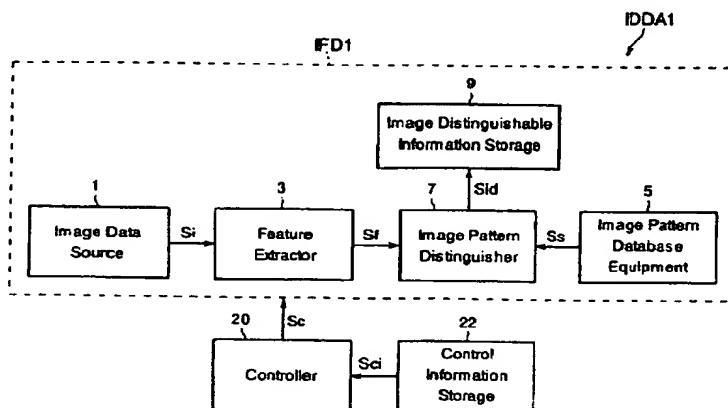 IDDA1
IFD1
9
Image Distinguishable
Information Storage
1
3
7
Sid
5
Image Data
Source
Si
Feature
Extractor
Sf
Image Pattern
Distinguisher
Ss
Image Pattern
Database
Equipment
20
Sc
22
Controller
Sci
Control
Information
Storage